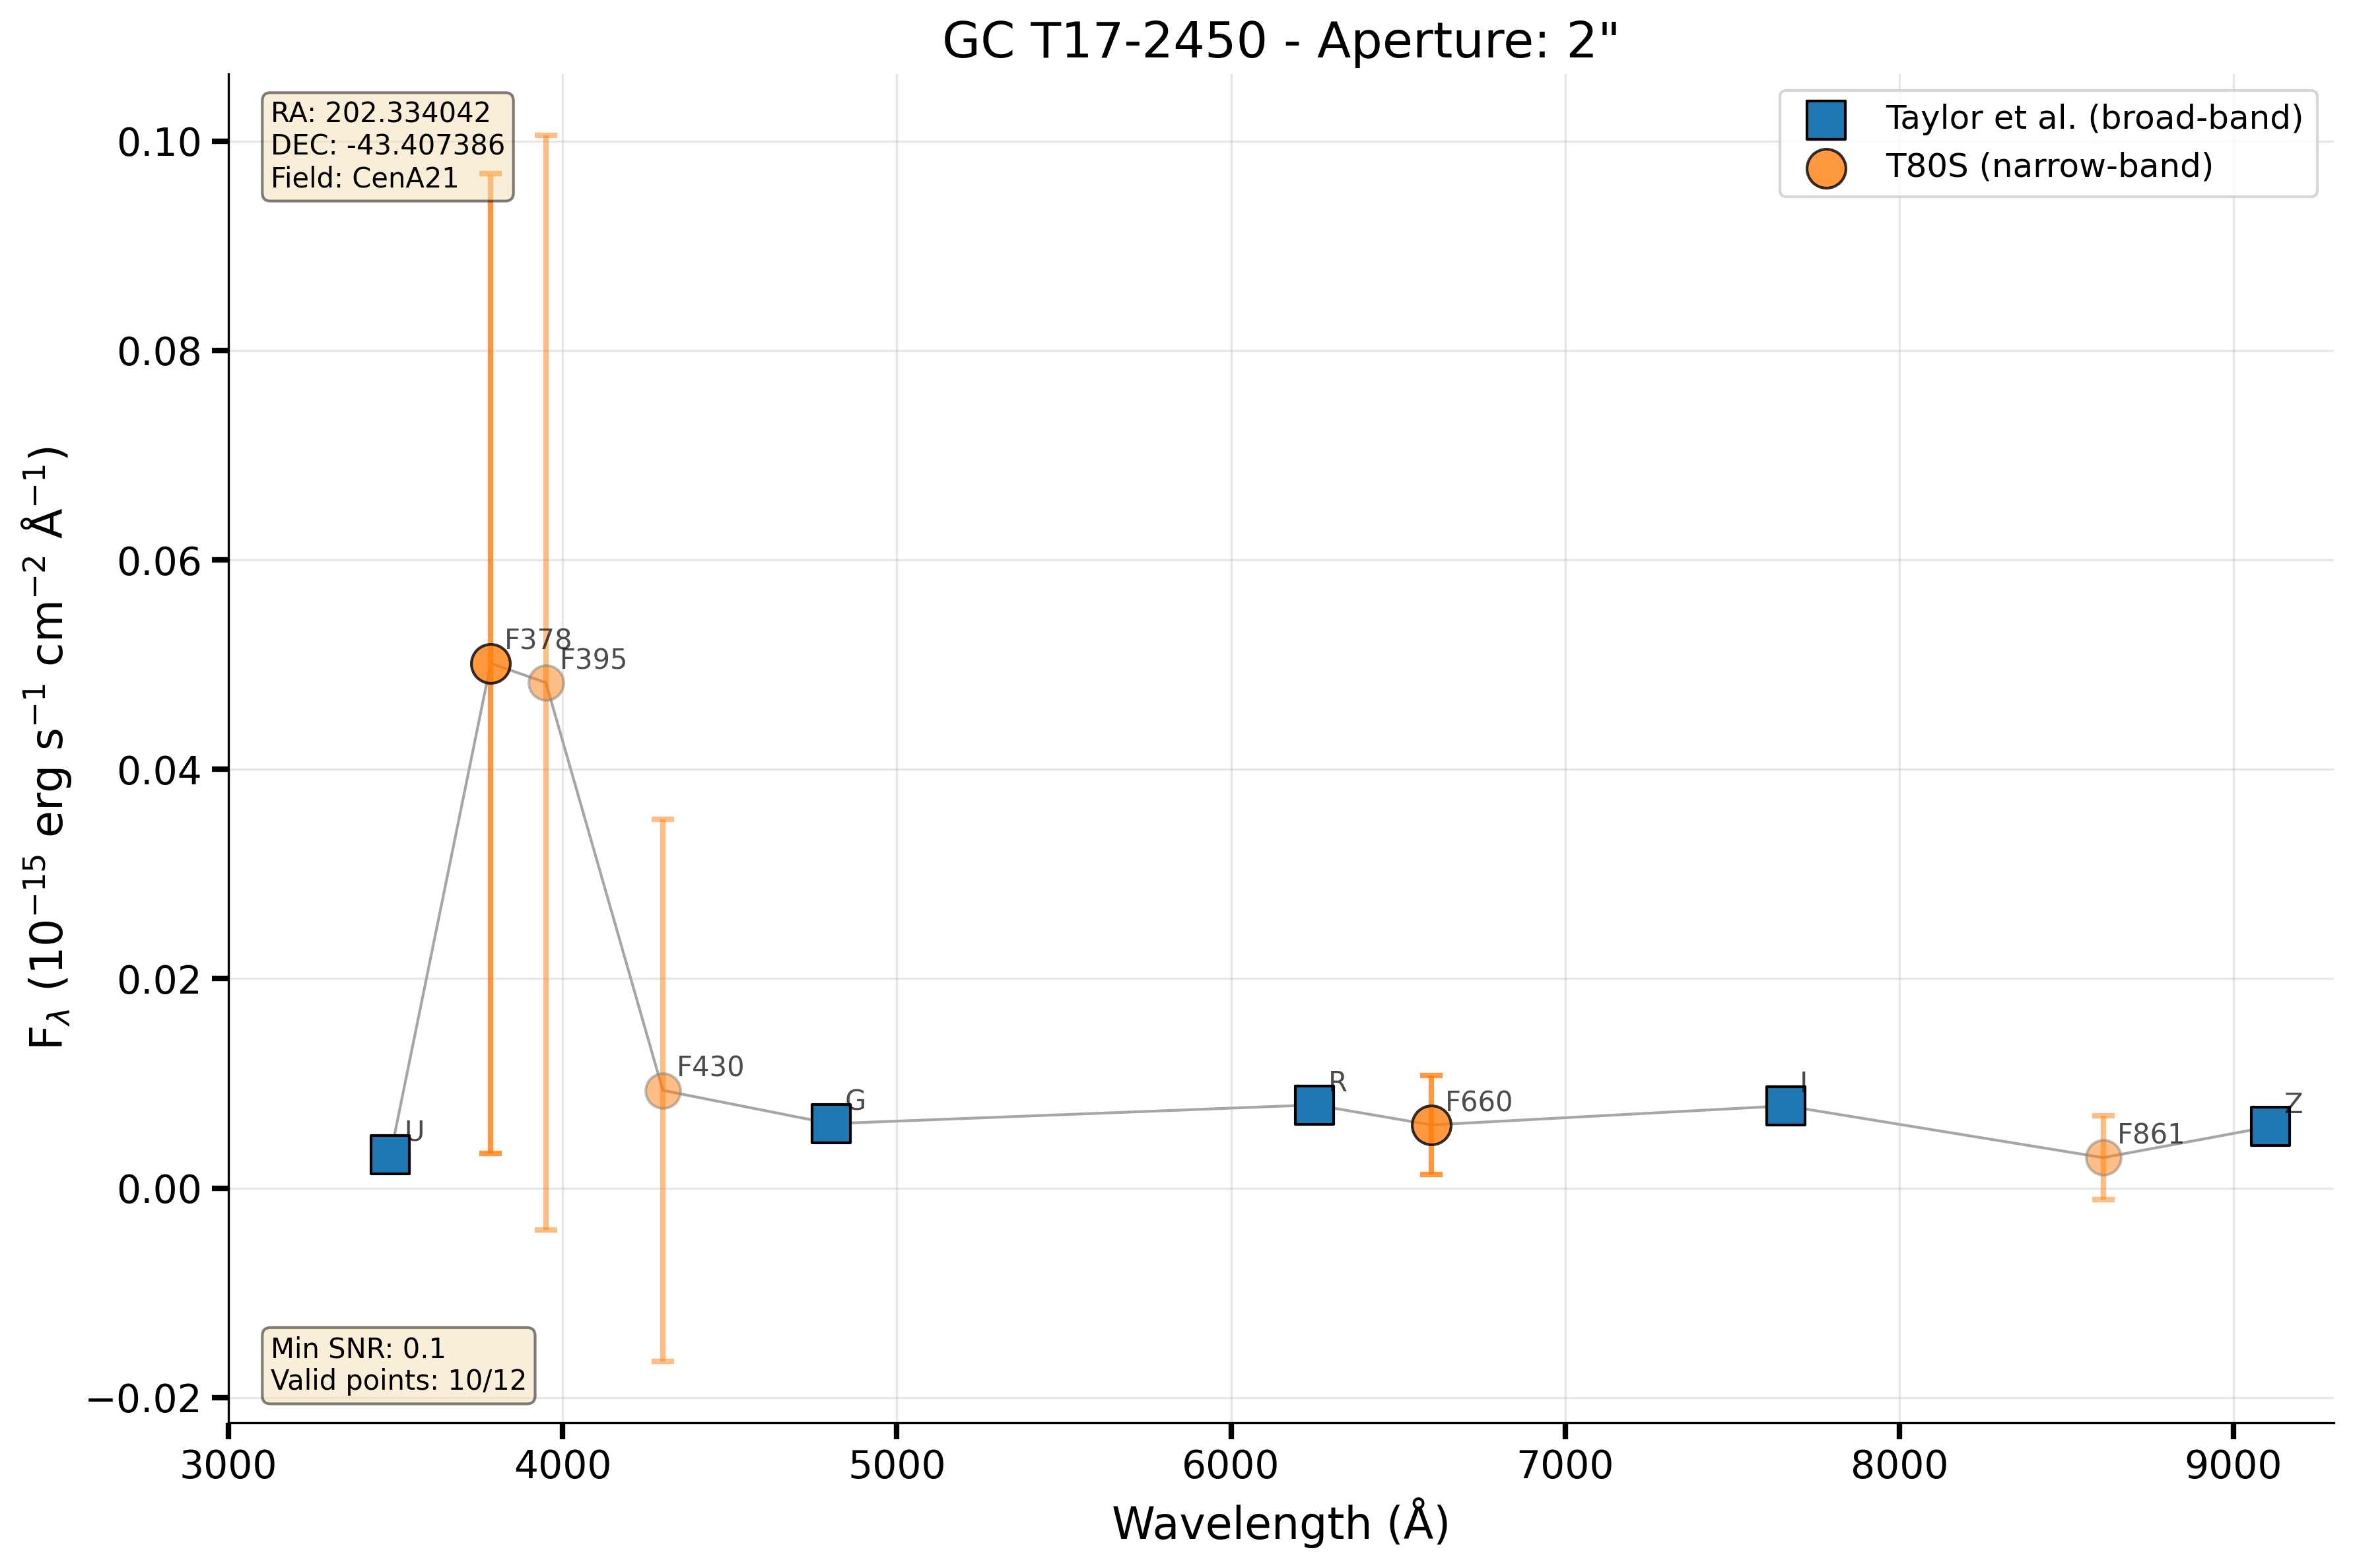 GC T17-2450 - Aperture: 2"
RA: 202.334042
DEC: -43.407386
Field: CenA21
Taylor et al. (broad-band)
T80S (narrow-band)
F_λ (10⁻¹⁵ erg s⁻¹ cm⁻² Å⁻¹)
0.10
0.08
0.06
0.04
0.02
0.00
−0.02
F378
F395
F430
U
G
R
F660
I
F861
Z
Min SNR: 0.1
Valid points: 10/12
3000 4000 5000 6000 7000 8000 9000
Wavelength (Å)